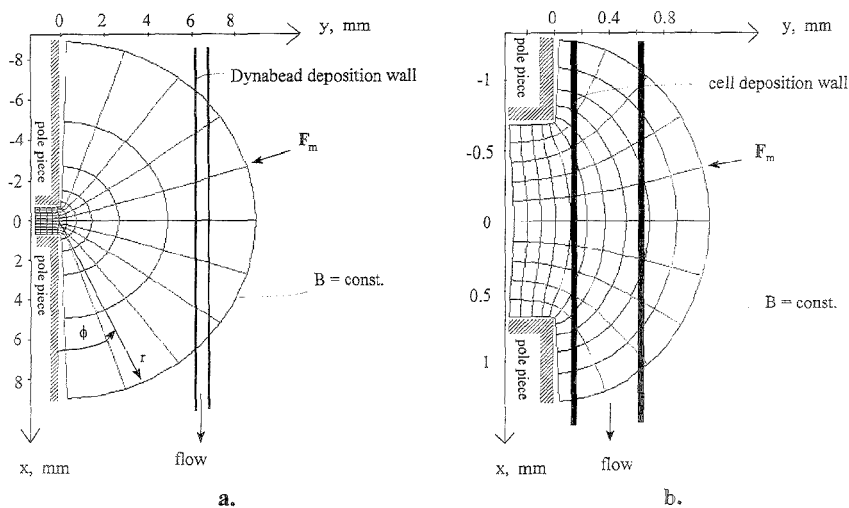 0 2 4 6 8 y, mm
-8
-6
-4
-2
0
2
4
6
8
x, mm
pole piece
pole piece
Dynabead deposition wall
F_m
B = const.
ϕ
r
flow
a.
0 0.4 0.8 y, mm
-1
-0.5
0
0.5
1
x, mm
pole piece
pole piece
cell deposition wall
F_m
B = const.
flow
b.